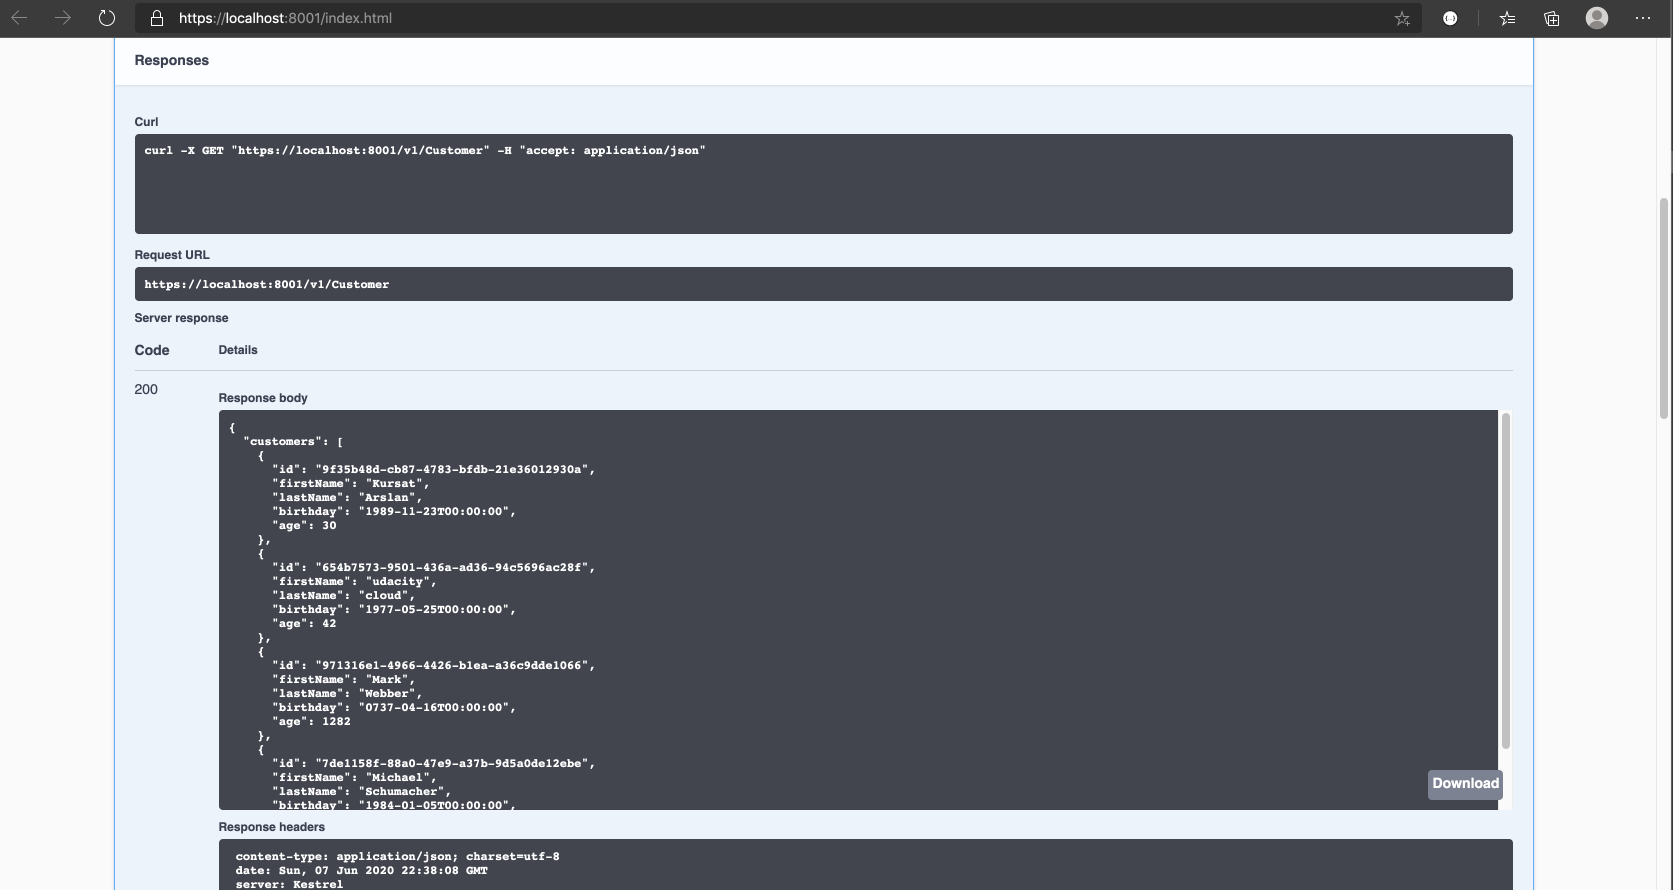 https://localhost:8001/index.html
Responses
Curl
curl -X GET "https://localhost:8001/v1/Customer" -H "accept: application/json"
Request URL
https://localhost:8001/v1/Customer
Server response
Code Details
200
Response body
{
"customers": [
{
"id": "9f35b48d-cb87-4783-bfdb-21e36012930a",
"firstName": "Kursat",
"lastName": "Arslan",
"birthday": "1989-11-23T00:00:00",
"age": 30
},
{
"id": "654b7573-9501-436a-ad36-94c5696ac28f",
"firstName": "udacity",
"lastName": "cloud",
"birthday": "1977-05-25T00:00:00",
"age": 42
},
{
"id": "971316e1-4966-4426-b1ea-a36c9dde1066",
"firstName": "Mark",
"lastName": "Webber",
"birthday": "0737-04-16T00:00:00",
"age": 1282
},
{
"id": "7de1158f-88a0-47e9-a37b-9d5a0de12ebe",
"firstName": "Michael",
"lastName": "Schumacher",
"birthday": "1984-01-05T00:00:00",
Download
Response headers
content-type: application/json; charset=utf-8
date: Sun, 07 Jun 2020 22:38:08 GMT
server: Kestrel